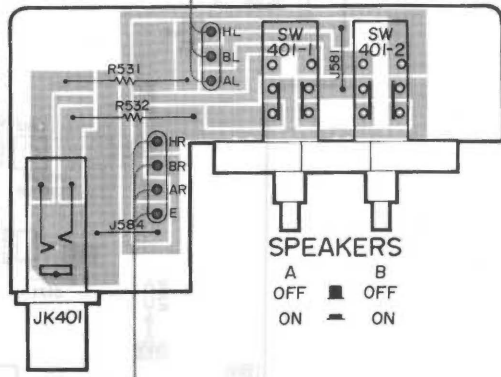 HL
BL
AL
SW
401-1
SW
401-2
J581
R531
R532
HR
BR
AR
E
J584
JK401
SPEAKERS
A B
OFF OFF
ON ON